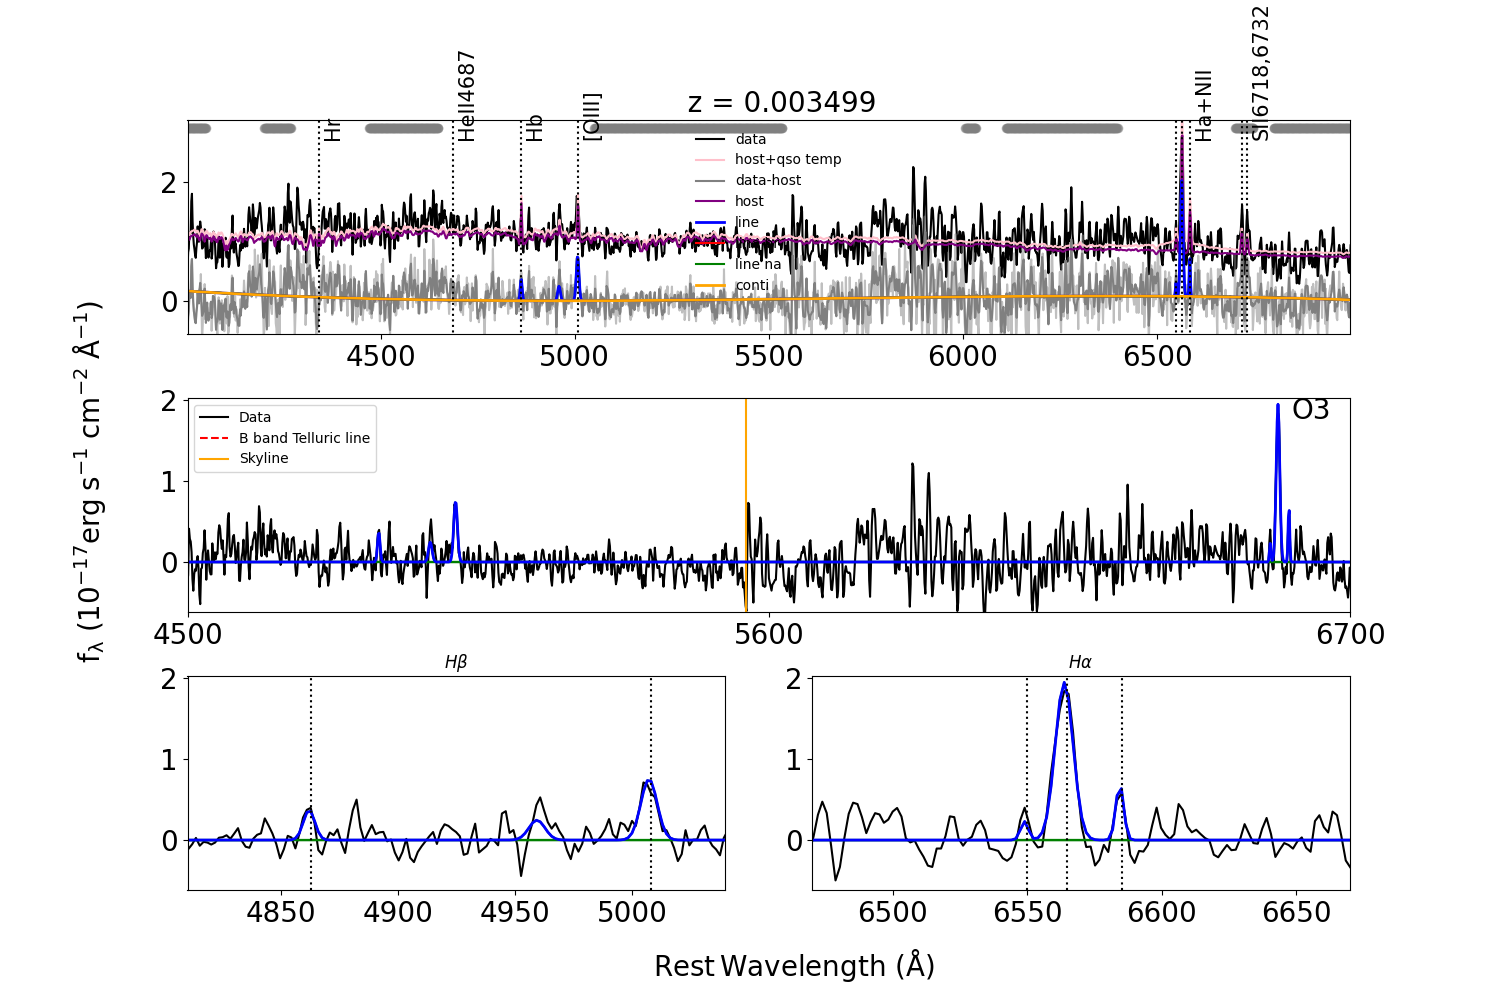 z = 0.003499
Hr
HeII4687
Hb
[OIII]
Ha+NII
SII6718,6732
data
host+qso temp
data-host
host
line
line na
conti
2
0
4500 5000 5500 6000 6500
f_λ (10^−17 erg s^−1 cm^−2 Å^−1)
Data
B band Telluric line
Skyline
O3
2
1
0
4500 5600 6700
Hβ
2
1
0
4850 4900 4950 5000
Hα
2
1
0
6500 6550 6600 6650
Rest Wavelength (Å)